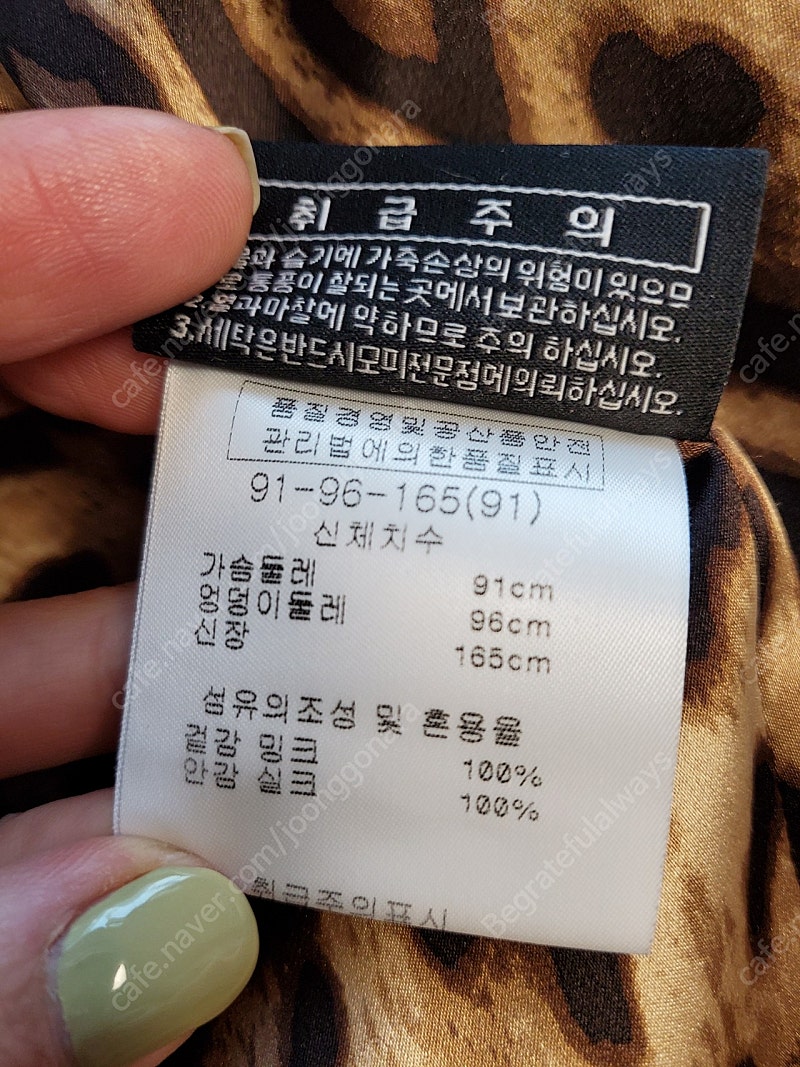 취급주의
과 슬기에 가죽손상의 위험이 있으므
로 통풍이 잘되는 곳에서 보관하십시오.
2.열과마찰에 약하므로 주의 하십시오.
3.세탁은반드시모피전문점에의뢰하십시오.
품질경영및공산품안전
관리법에의한품질표시
91-96-165(91)
신체치수
가슴둘레 91cm
엉덩이둘레 96cm
신장 165cm
섬유의조성 및 혼용율
겉감 밍크 100%
안감 실크 100%
취급주의표시
cafe.naver.com/joonggonara
Begratefulalways